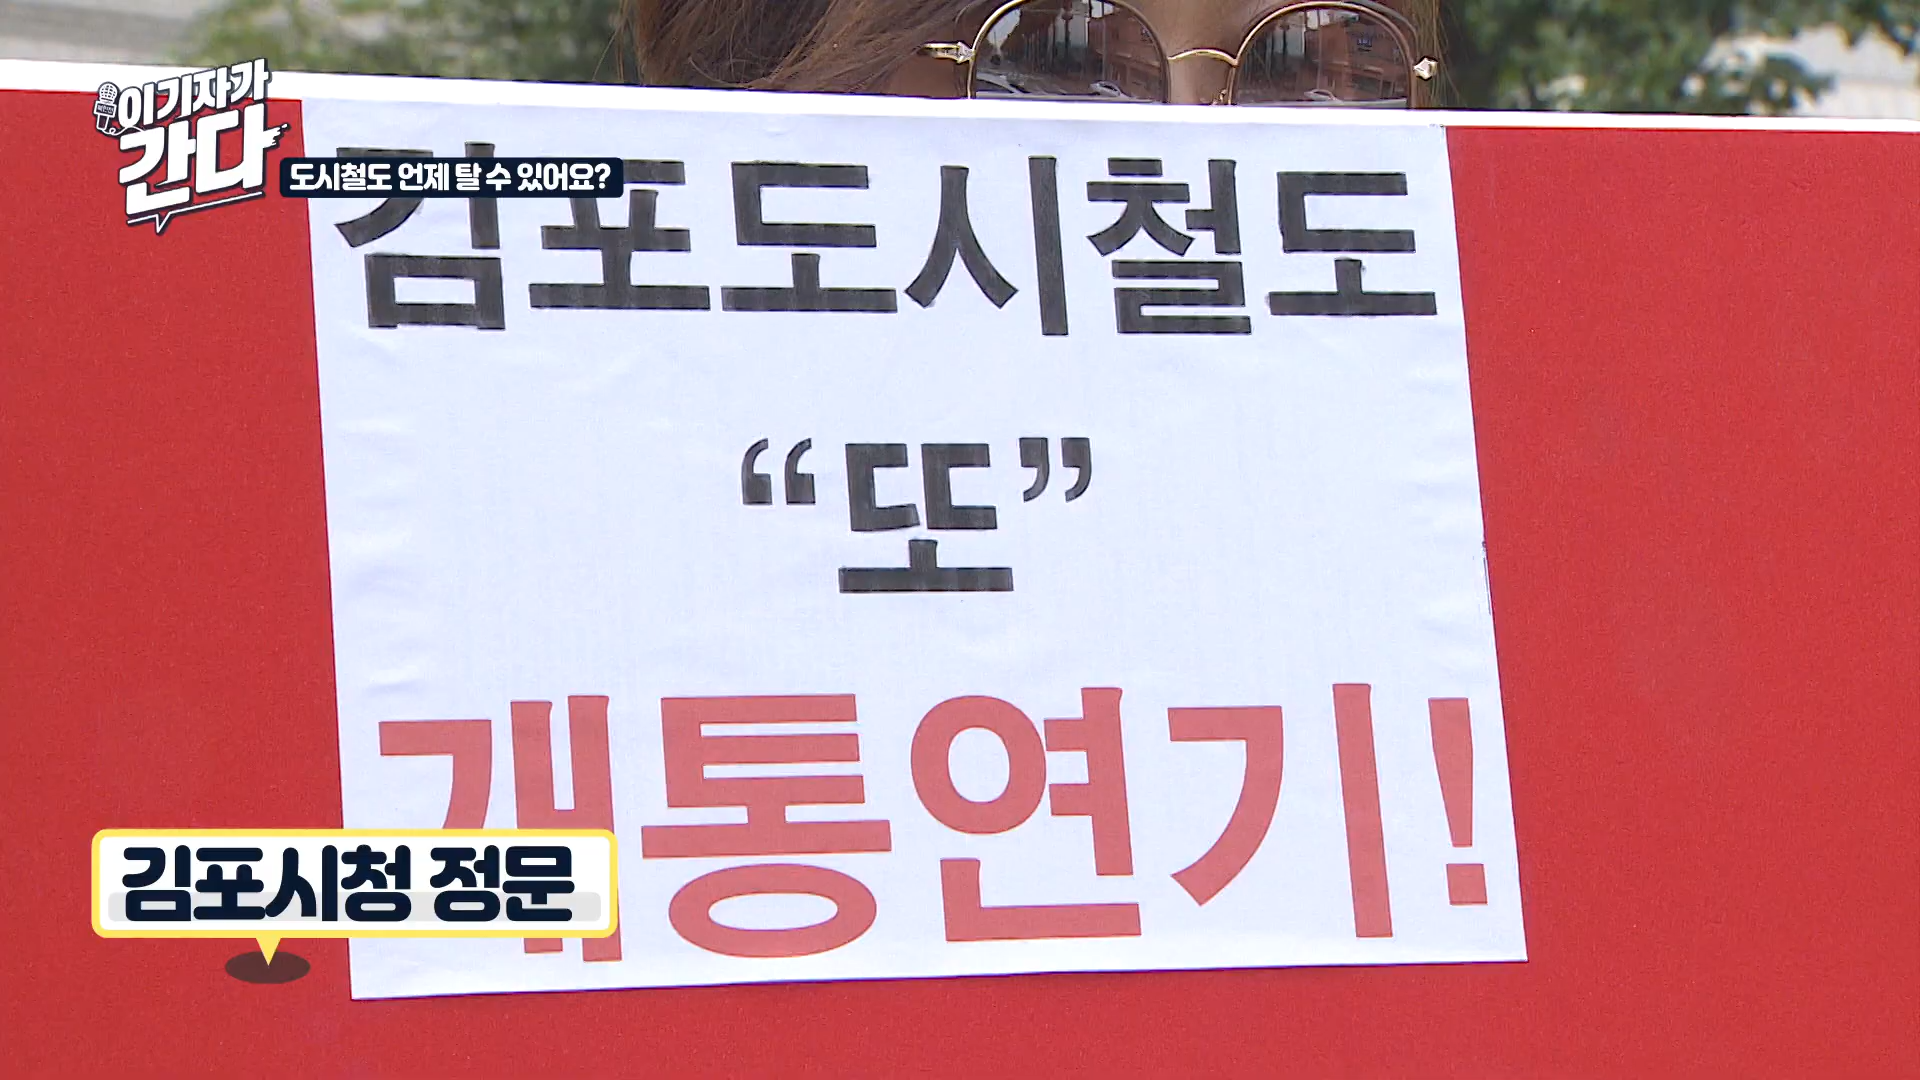 이기자가
간다
도시철도 언제 탈 수 있어요?
김포도시철도
“또”
개통연기!
김포시청 정문